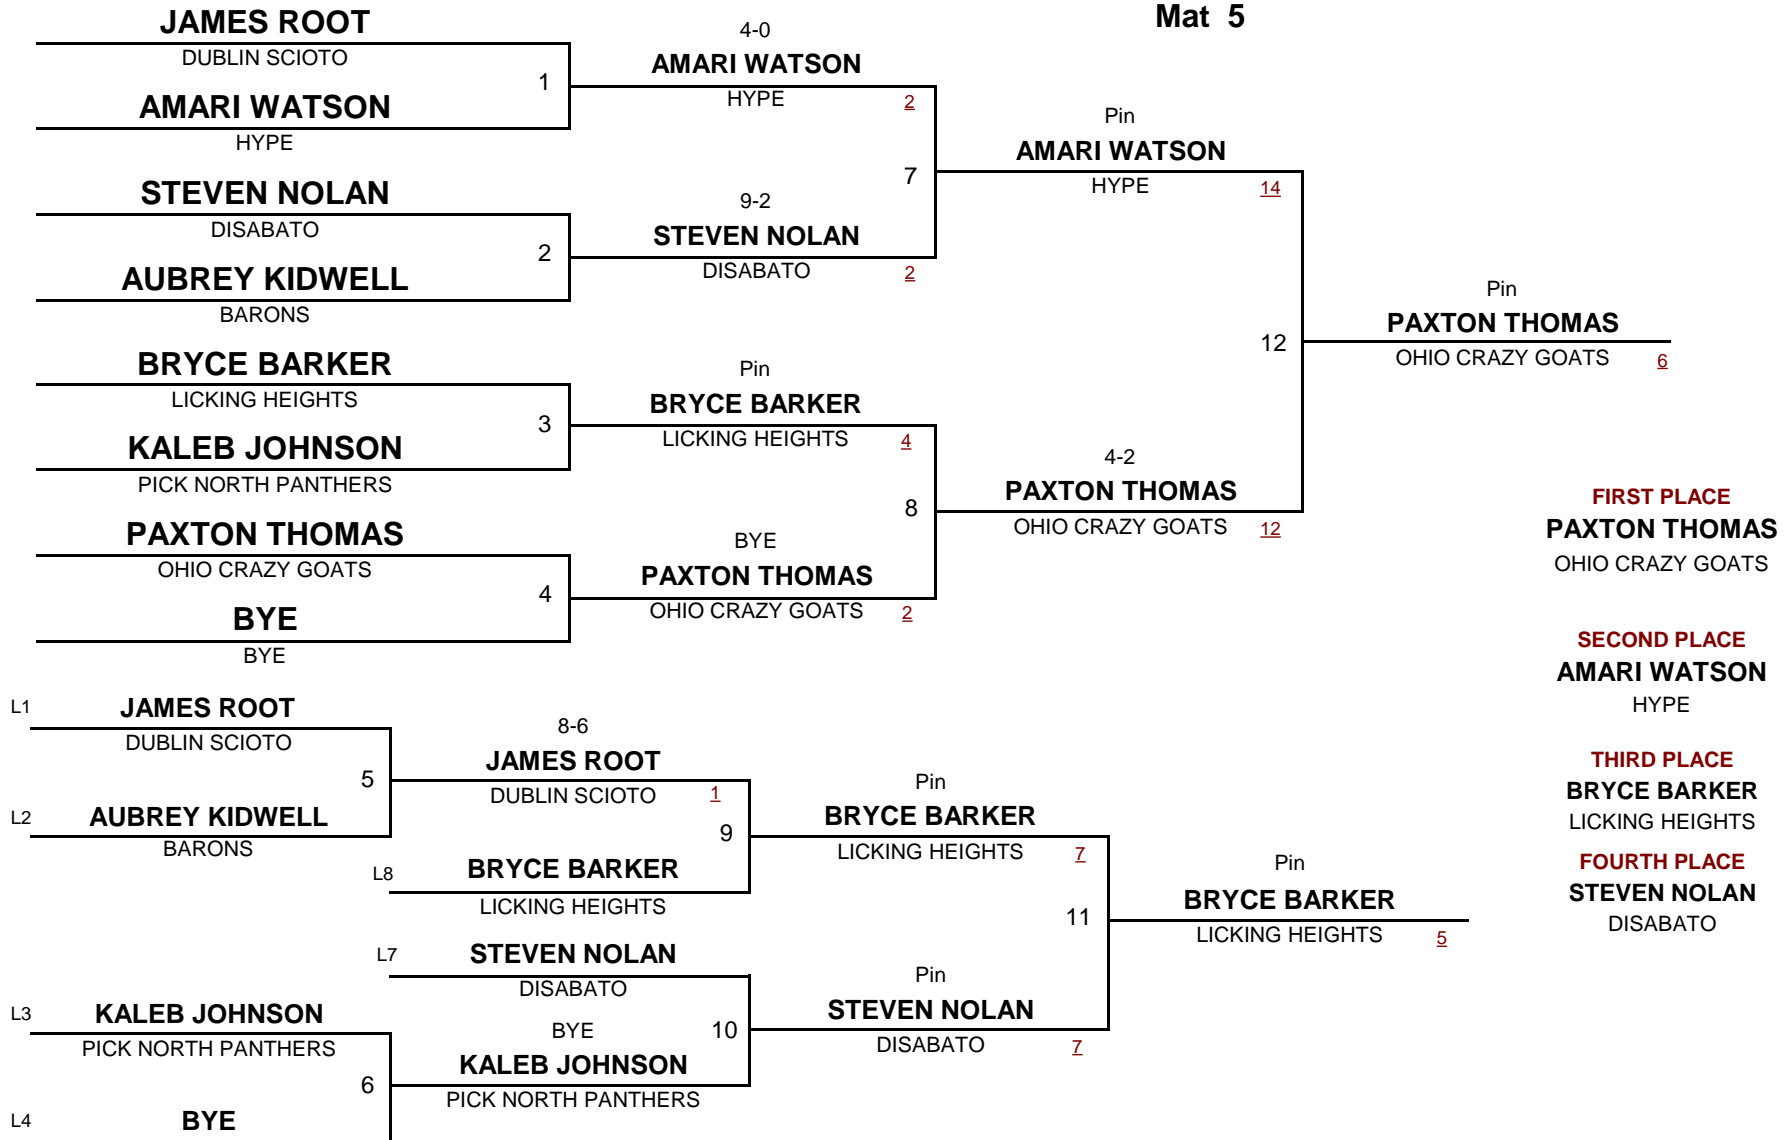 Mat 5
JAMES ROOT
DUBLIN SCIOTO
1
AMARI WATSON
HYPE
STEVEN NOLAN
DISABATO
2
AUBREY KIDWELL
BARONS
BRYCE BARKER
LICKING HEIGHTS
3
KALEB JOHNSON
PICK NORTH PANTHERS
PAXTON THOMAS
OHIO CRAZY GOATS
4
BYE
BYE
4-0
AMARI WATSON
HYPE 2
7
9-2
STEVEN NOLAN
DISABATO 2
Pin
BRYCE BARKER
LICKING HEIGHTS 4
8
BYE
PAXTON THOMAS
OHIO CRAZY GOATS 2
Pin
AMARI WATSON
HYPE 14
12
4-2
PAXTON THOMAS
OHIO CRAZY GOATS 12
Pin
PAXTON THOMAS
OHIO CRAZY GOATS 6
FIRST PLACE
PAXTON THOMAS
OHIO CRAZY GOATS
SECOND PLACE
AMARI WATSON
HYPE
THIRD PLACE
BRYCE BARKER
LICKING HEIGHTS
FOURTH PLACE
STEVEN NOLAN
DISABATO
L1 JAMES ROOT
DUBLIN SCIOTO
5
L2 AUBREY KIDWELL
BARONS
L3 KALEB JOHNSON
PICK NORTH PANTHERS
6
L4 BYE
8-6
JAMES ROOT
DUBLIN SCIOTO 1
9
L8 BRYCE BARKER
LICKING HEIGHTS
L7 STEVEN NOLAN
DISABATO
BYE 10
KALEB JOHNSON
PICK NORTH PANTHERS
Pin
BRYCE BARKER
LICKING HEIGHTS 7
11
Pin
STEVEN NOLAN
DISABATO 7
Pin
BRYCE BARKER
LICKING HEIGHTS 5